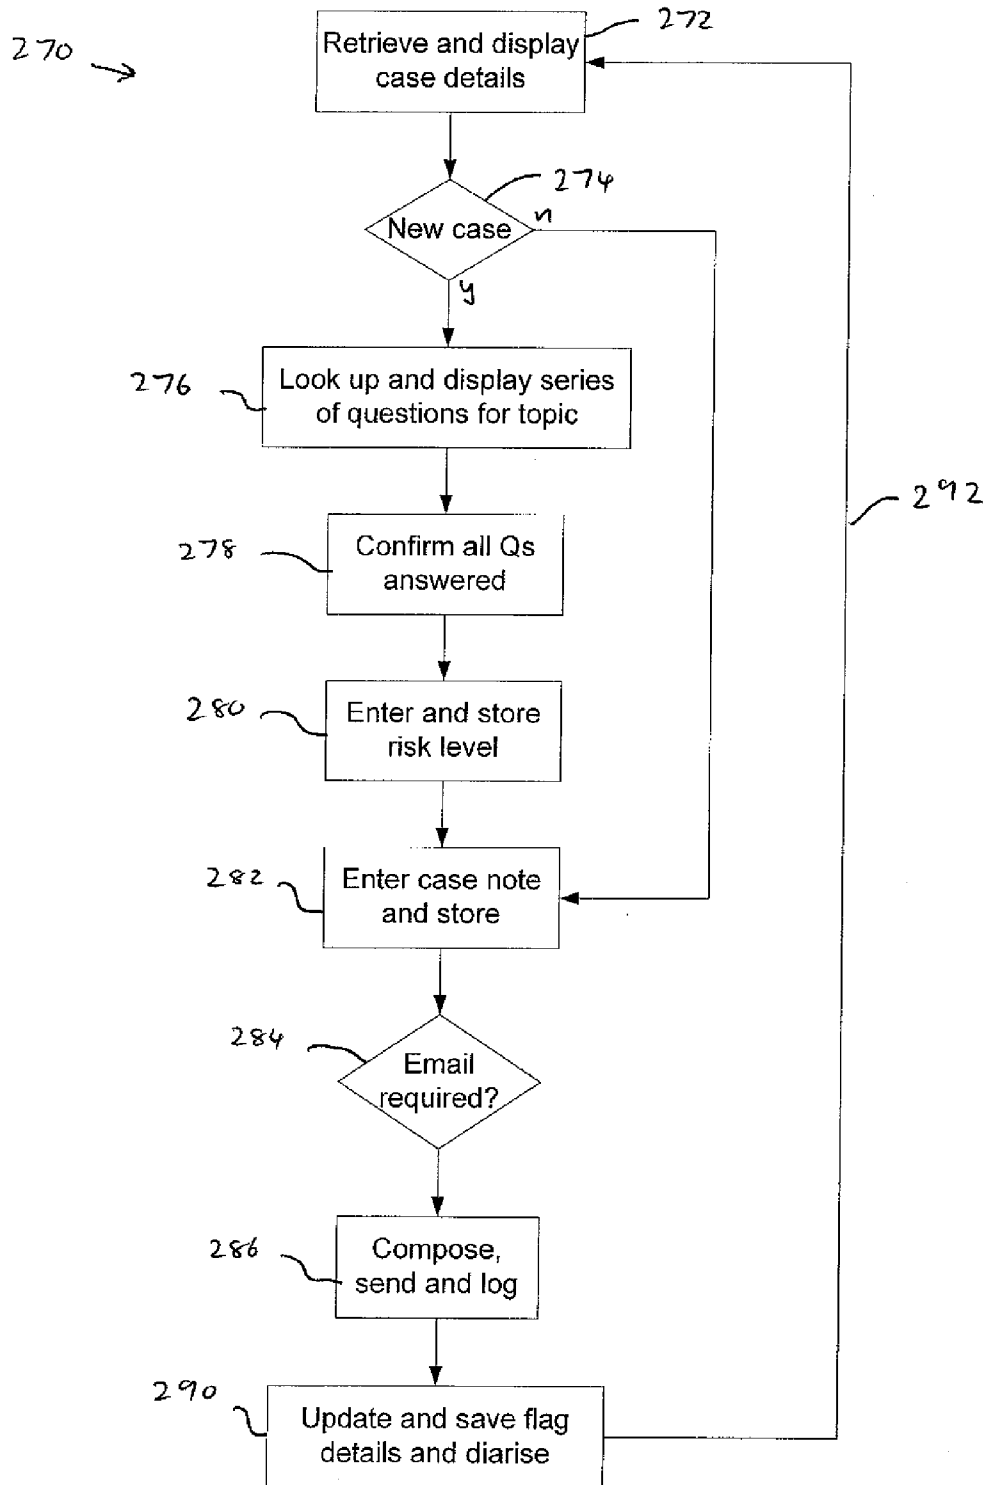 270
272
Retrieve and display
case details
274
New case
n
y
276
Look up and display series
of questions for topic
292
278
Confirm all Qs
answered
280
Enter and store
risk level
282
Enter case note
and store
284
Email
required?
286
Compose,
send and log
290
Update and save flag
details and diarise